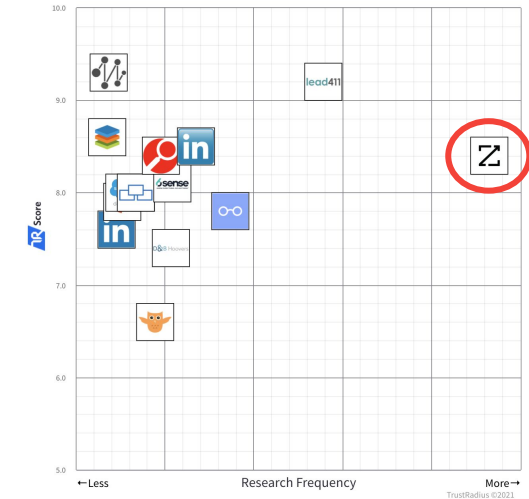 10.0
9.0
lead411
in
8.0
6sense
in
D&B Hoovers
7.0
6.0
5.0
tR Score
←Less
Research Frequency
More→
TrustRadius ©2021